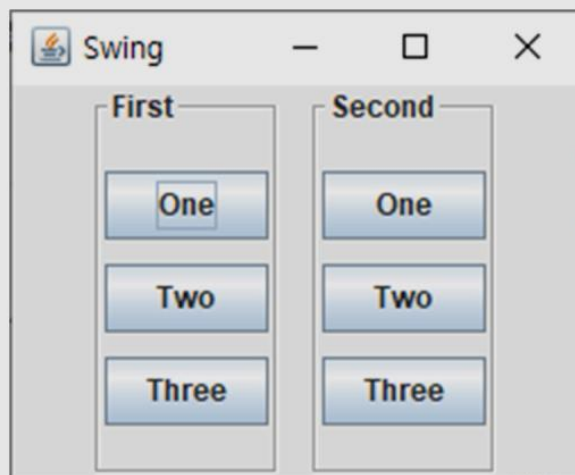 Swing
First Second
One One
Two Two
Three Three